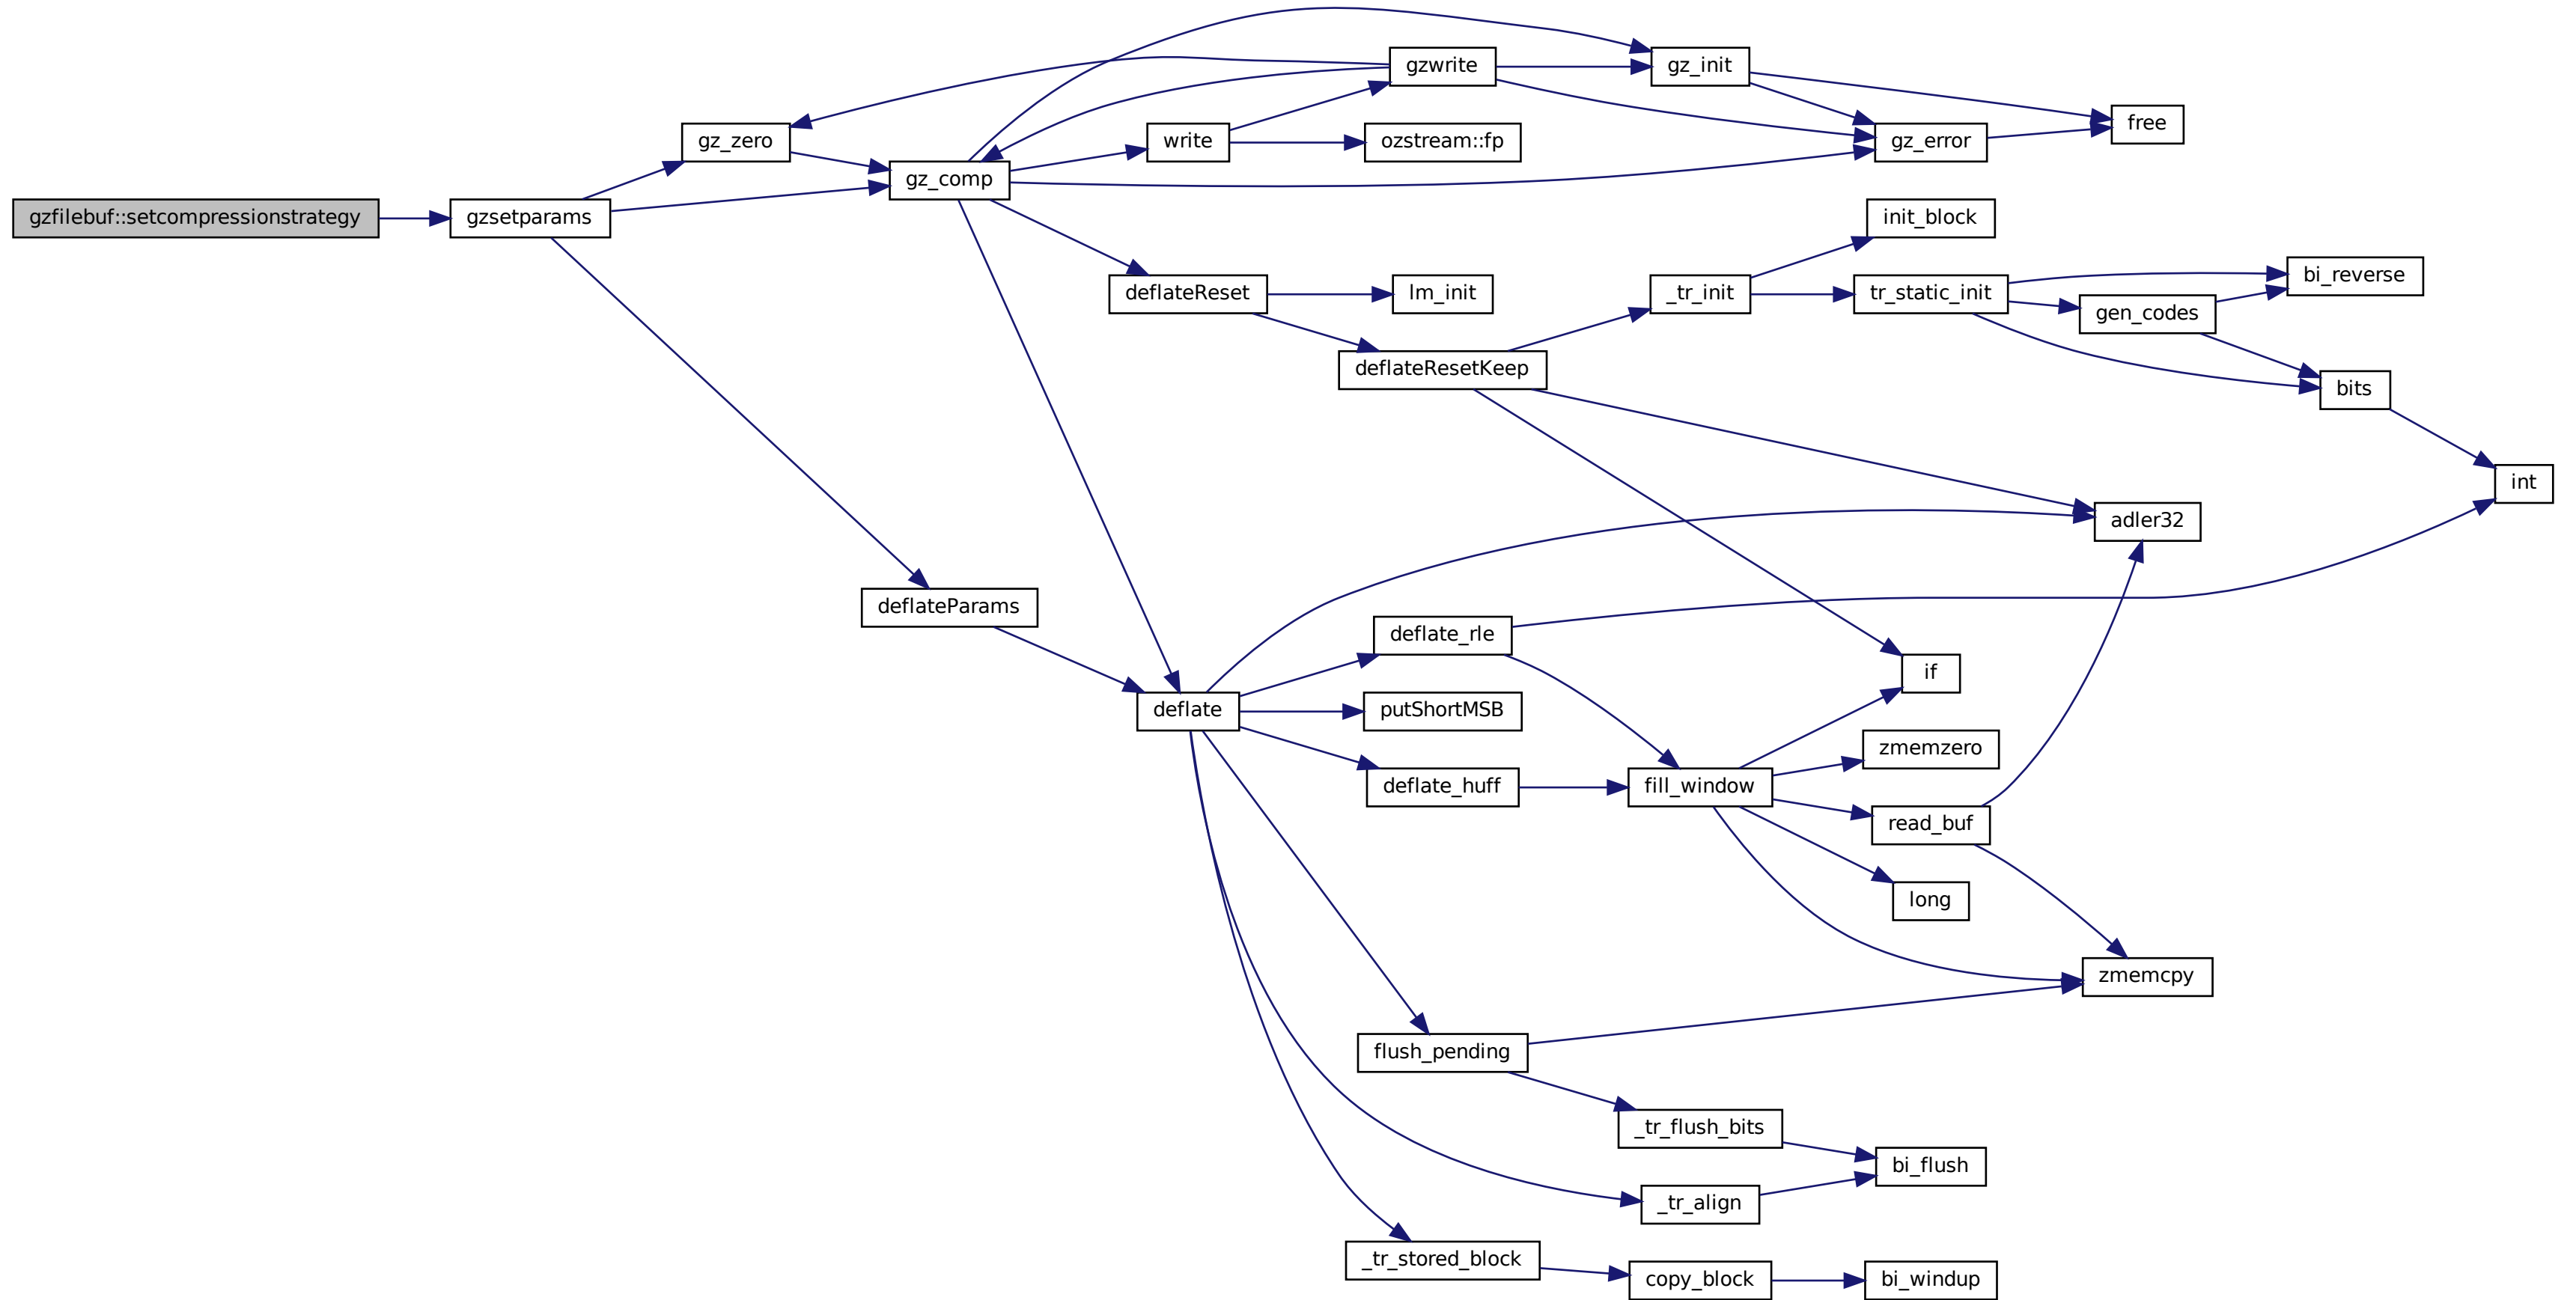 gzwrite
gz_init
free
gz_zero
write
ozstream::fp
gz_error
gz_comp
gzfilebuf::setcompressionstrategy
gzsetparams
init_block
bi_reverse
deflateReset
lm_init
_tr_init
tr_static_init
gen_codes
deflateResetKeep
bits
int
adler32
deflateParams
deflate_rle
if
deflate
putShortMSB
zmemzero
deflate_huff
fill_window
read_buf
long
zmemcpy
flush_pending
_tr_flush_bits
bi_flush
_tr_align
_tr_stored_block
copy_block
bi_windup